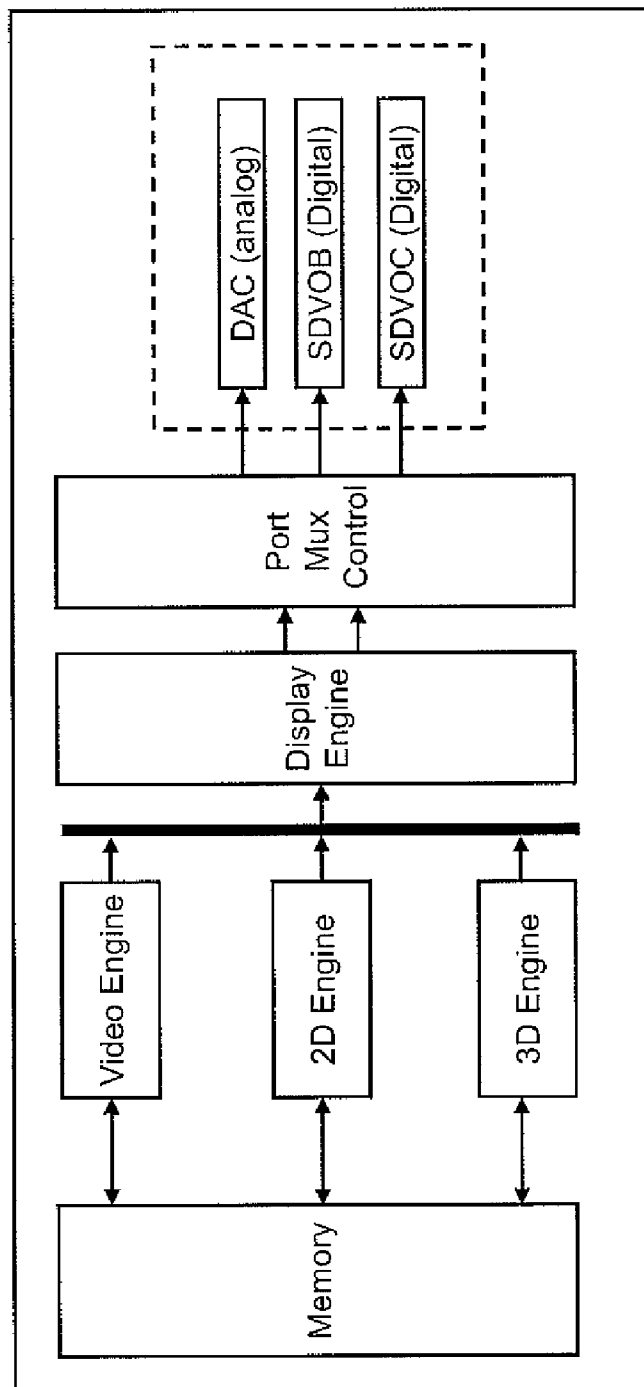 Memory
Video Engine
2D Engine
3D Engine
Display
Engine
Port
Mux
Control
DAC (analog)
SDVOB (Digital)
SDVOC (Digital)